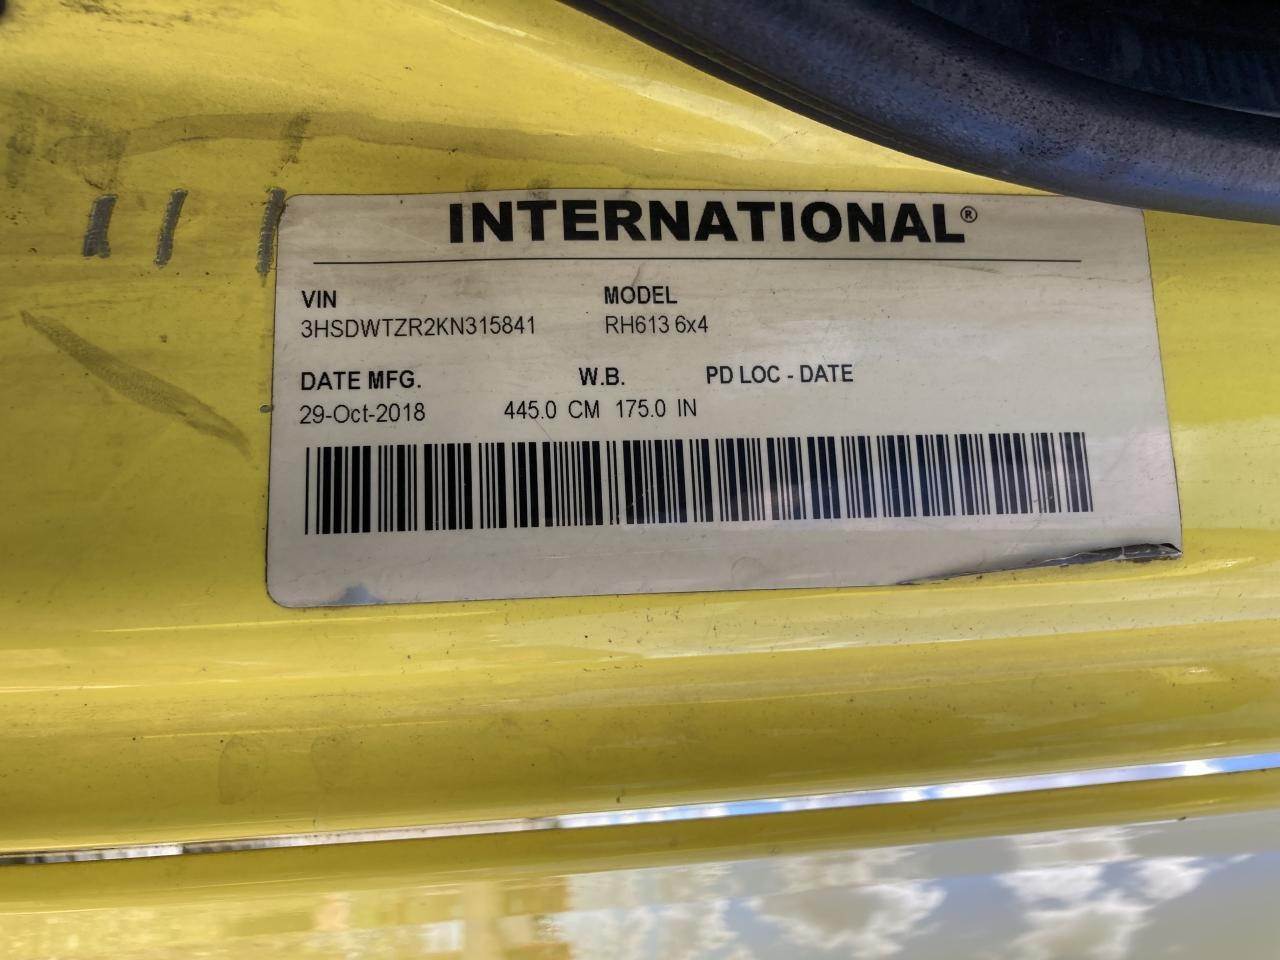 INTERNATIONAL®
VIN MODEL
3HSDWTZR2KN315841 RH613 6x4
DATE MFG. W.B. PD LOC - DATE
29-Oct-2018 445.0 CM 175.0 IN